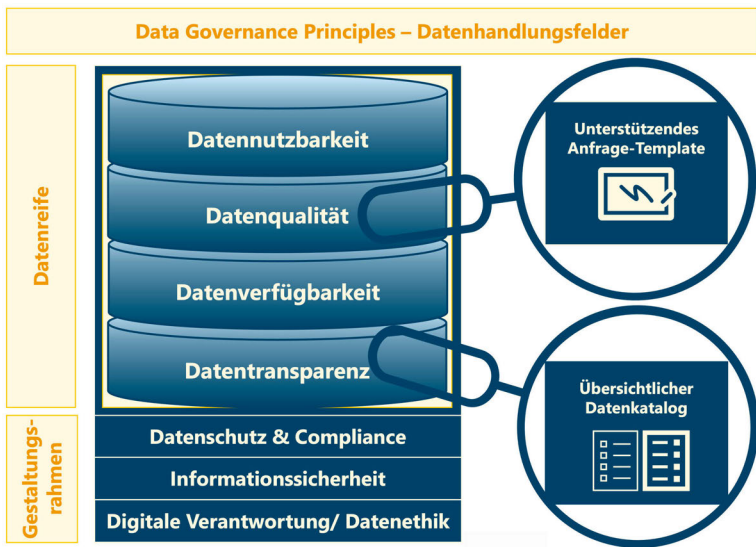 Data Governance Principles – Datenhandlungsfelder
Datenreife
Datennutzbarkeit
Datenqualität
Datenverfügbarkeit
Datentransparenz
Unterstützendes
Anfrage-Template
Übersichtlicher
Datenkatalog
Gestaltungs-
rahmen
Datenschutz & Compliance
Informationssicherheit
Digitale Verantwortung/ Datenethik